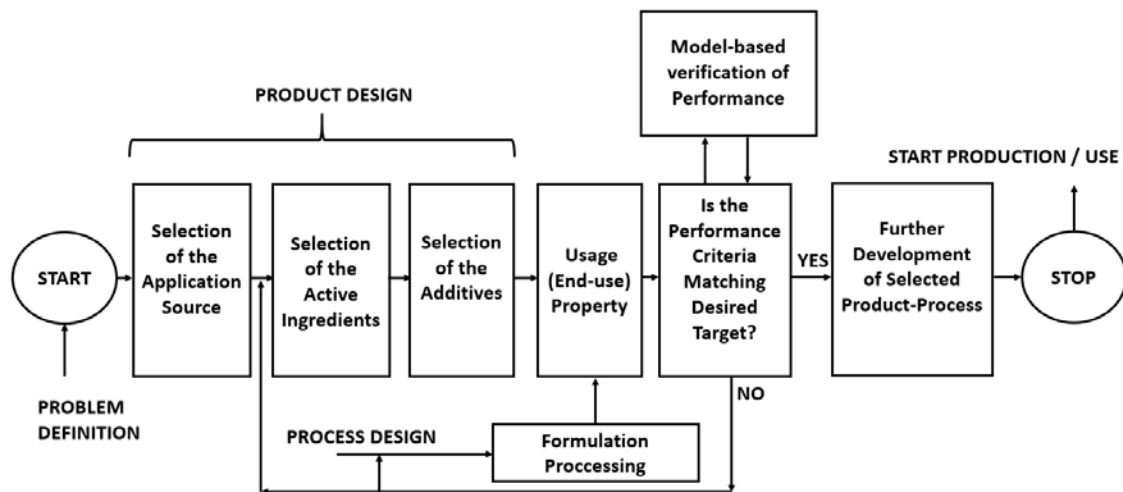 PRODUCT DESIGN
Model-based
verification of
Performance
START PRODUCTION / USE
START
Selection
of the
Application
Source
Selection
of the
Active
Ingredients
Selection
of the
Additives
Usage
(End-use)
Property
Is the
Performance
Criteria
Matching
Desired
Target?
YES
Further
Development
of Selected
Product-Process
STOP
NO
PROBLEM
DEFINITION
PROCESS DESIGN
Formulation
Proccessing